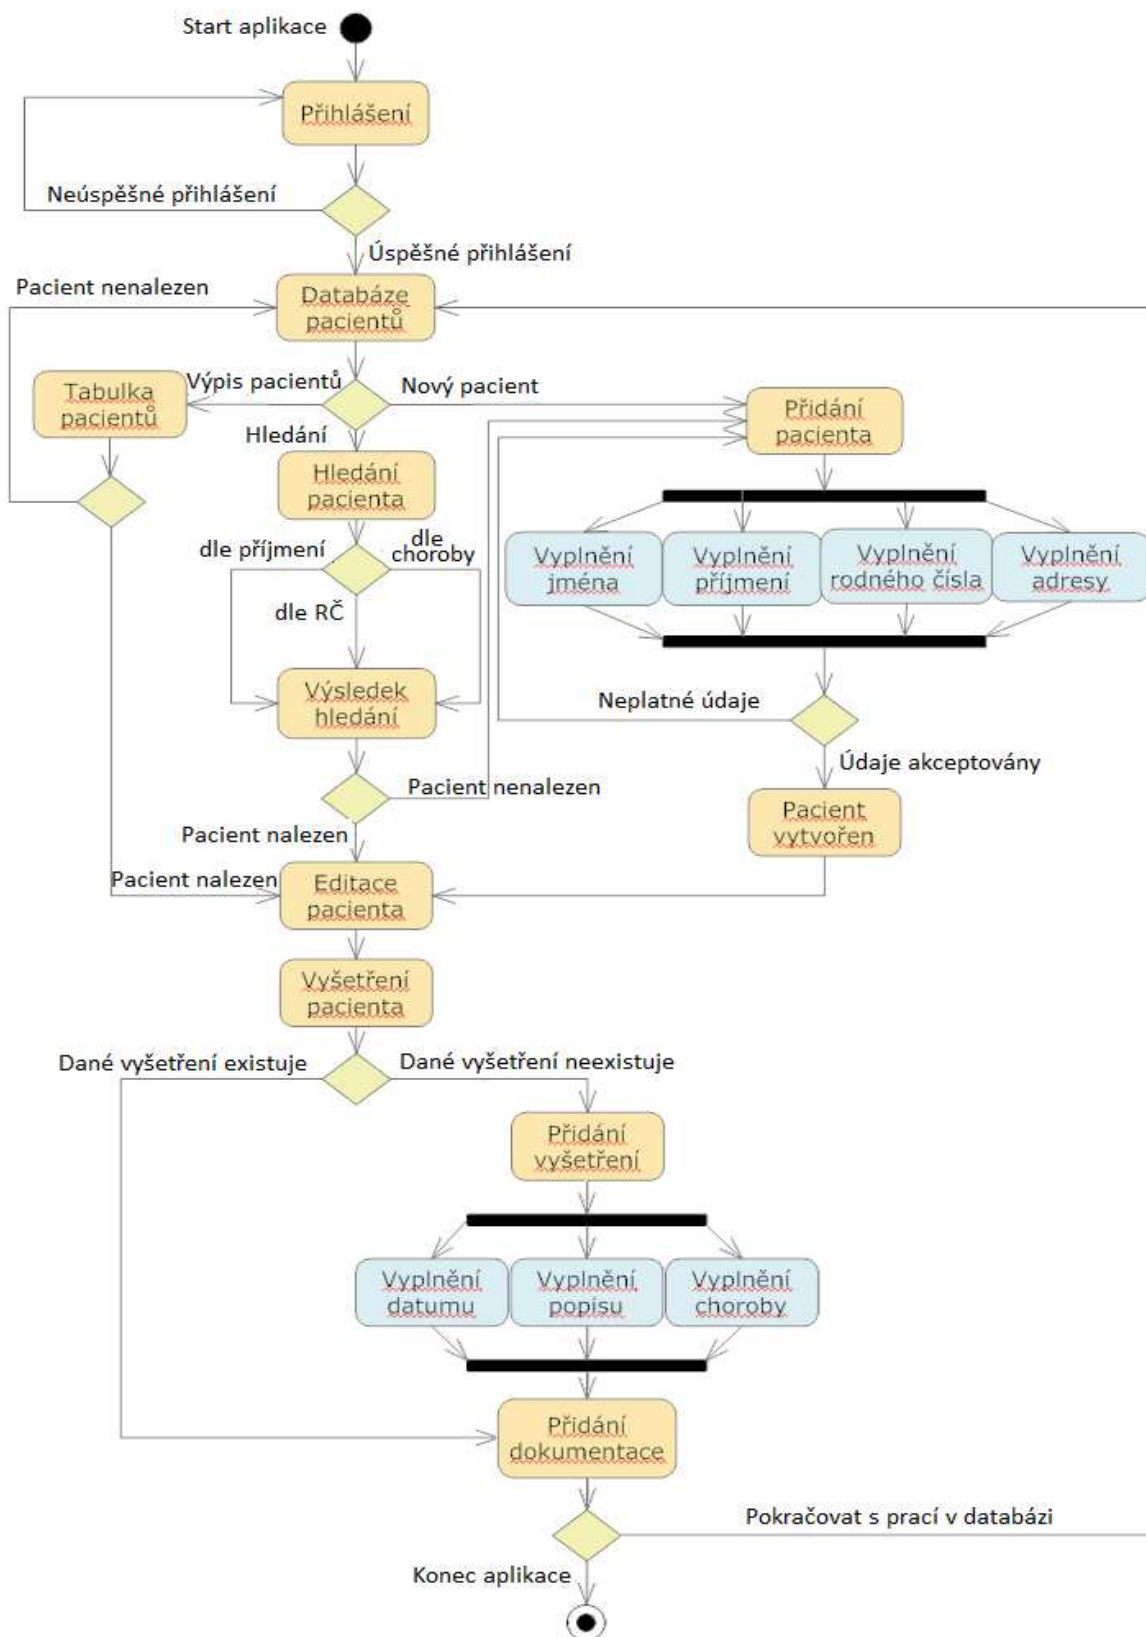 Start aplikace
Přihlášení
Neúspěšné přihlášení
Úspěšné přihlášení
Pacient nenalezen
Databáze
pacientů
Výpis pacientů
Nový pacient
Tabulka
pacientů
Přidání
pacienta
Hledání
Hledání
pacienta
dle příjmení
dle
choroby
dle RČ
Vyplnění
jména
Vyplnění
příjmení
Vyplnění
rodného čísla
Vyplnění
adresy
Výsledek
hledání
Neplatné údaje
Údaje akceptovány
Pacient nenalezen
Pacient
vytvořen
Pacient nalezen
Pacient nalezen
Editace
pacienta
Vyšetření
pacienta
Dané vyšetření existuje
Dané vyšetření neexistuje
Přidání
vyšetření
Vyplnění
datumu
Vyplnění
popisu
Vyplnění
choroby
Přidání
dokumentace
Pokračovat s prací v databázi
Konec aplikace